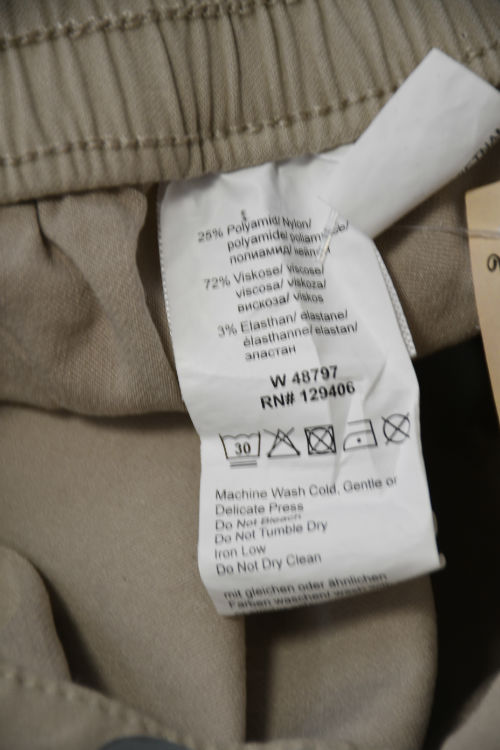 25% Polyamid/ Nylon/
polyamide/ poliamide/
полиамид/
72% Viskose/ viscose/
viscosa/ viskoza/
вискоза/ viskos
3% Elasthan/ elastane/
élasthanne/ elastan/
эластан
W 48797
RN# 129406
30
Machine Wash Cold, Gentle or
Delicate Press
Do Not Bleach
Do Not Tumble Dry
Iron Low
Do Not Dry Clean
mit gleichen oder ähnlichen
Farben waschen/ wash